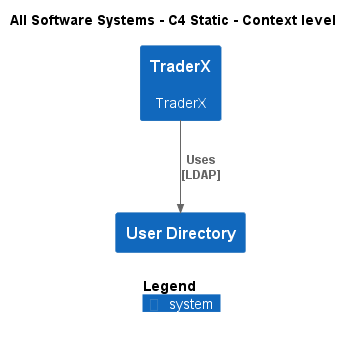 All Software Systems - C4 Static - Context level
TraderX
TraderX
Uses
[LDAP]
User Directory
Legend
system